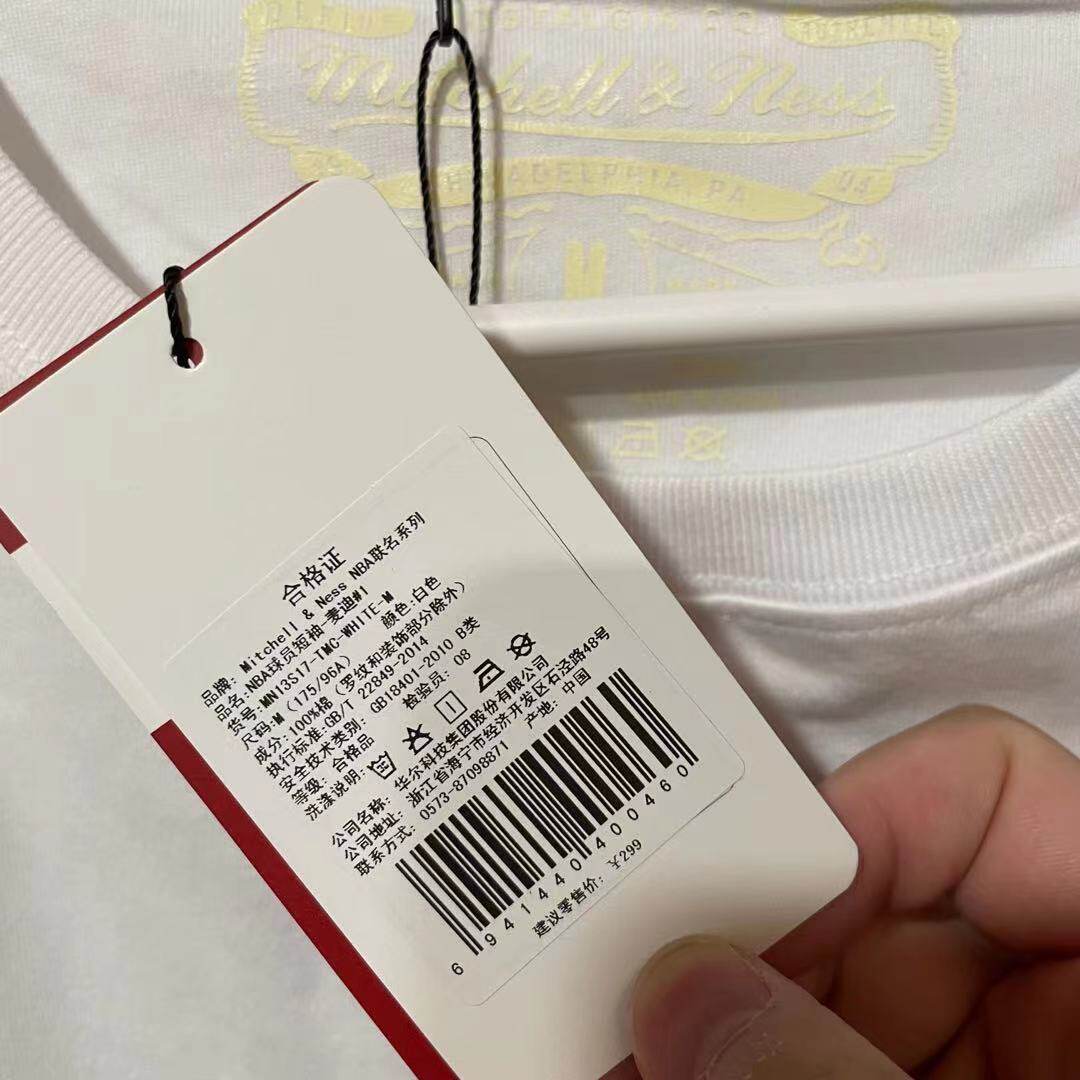 NOSTALGIA CO.
Mitchell & Ness
PHILADELPHIA, PA
M
合格证
品牌: Mitchell & Ness NBA联名系列
品名:NBA球员短袖-麦迪#1
货号: MN13S17-TMC-WHITE-M
尺码:M (175/96A) 颜色:白色
成分:100%棉 (罗纹和装饰部分除外)
执行标准:GB/T 22849-2014
安全技术类别: GB18401-2010 B类
等级: 合格品 检验员: 08
洗涤说明:
公司名称: 华尔科技集团股份有限公司
公司地址: 浙江省海宁市经济开发区石泾路48号
联系方式: 0573-87098871 产地: 中国
6941440400460
建议零售价: ¥299